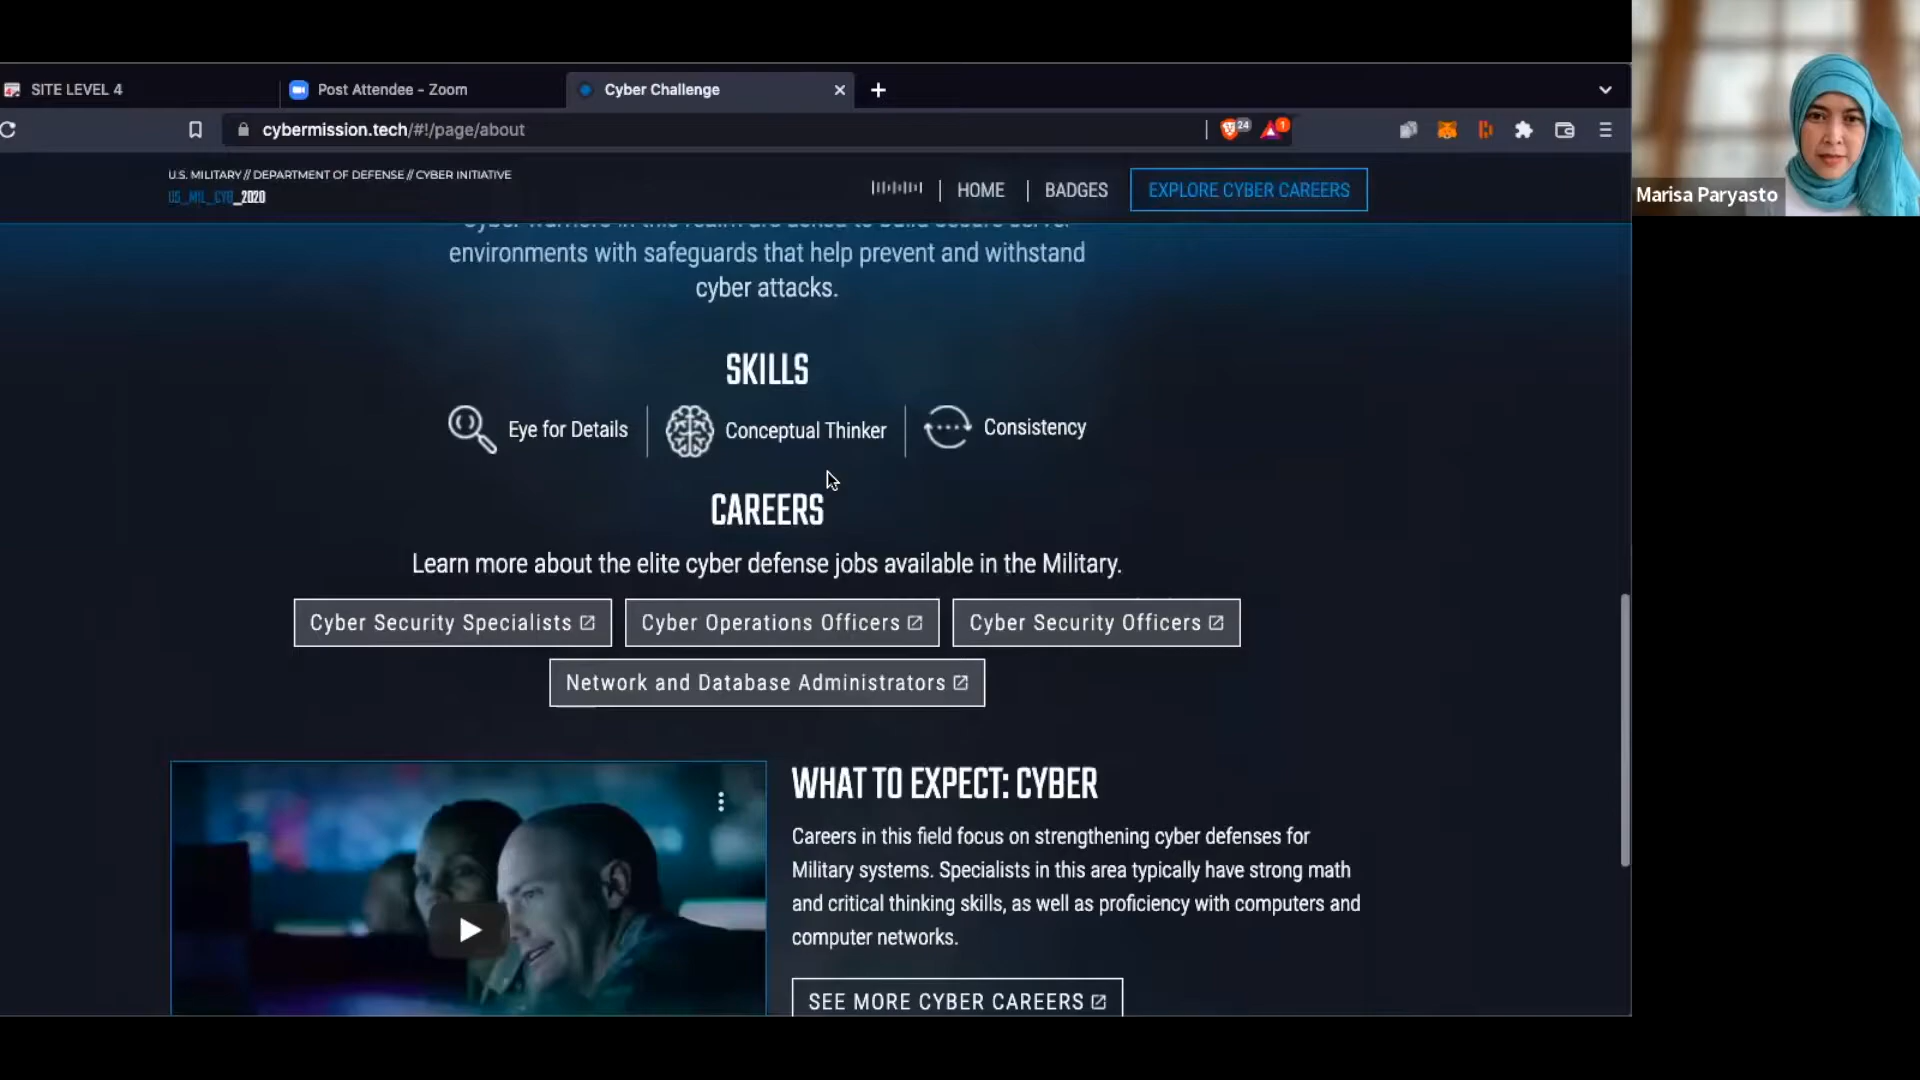 SITE LEVEL 4
Post Attendee - Zoom
Cyber Challenge
cybermission.tech/#!/page/about
24
1
Marisa Paryasto
U.S. MILITARY // DEPARTMENT OF DEFENSE // CYBER INITIATIVE
US_MIL_CYB_2020
HOME
BADGES
EXPLORE CYBER CAREERS
environments with safeguards that help prevent and withstand
cyber attacks.
SKILLS
Eye for Details
Conceptual Thinker
Consistency
CAREERS
Learn more about the elite cyber defense jobs available in the Military.
Cyber Security Specialists
Cyber Operations Officers
Cyber Security Officers
Network and Database Administrators
WHAT TO EXPECT: CYBER
Careers in this field focus on strengthening cyber defenses for
Military systems. Specialists in this area typically have strong math
and critical thinking skills, as well as proficiency with computers and
computer networks.
SEE MORE CYBER CAREERS